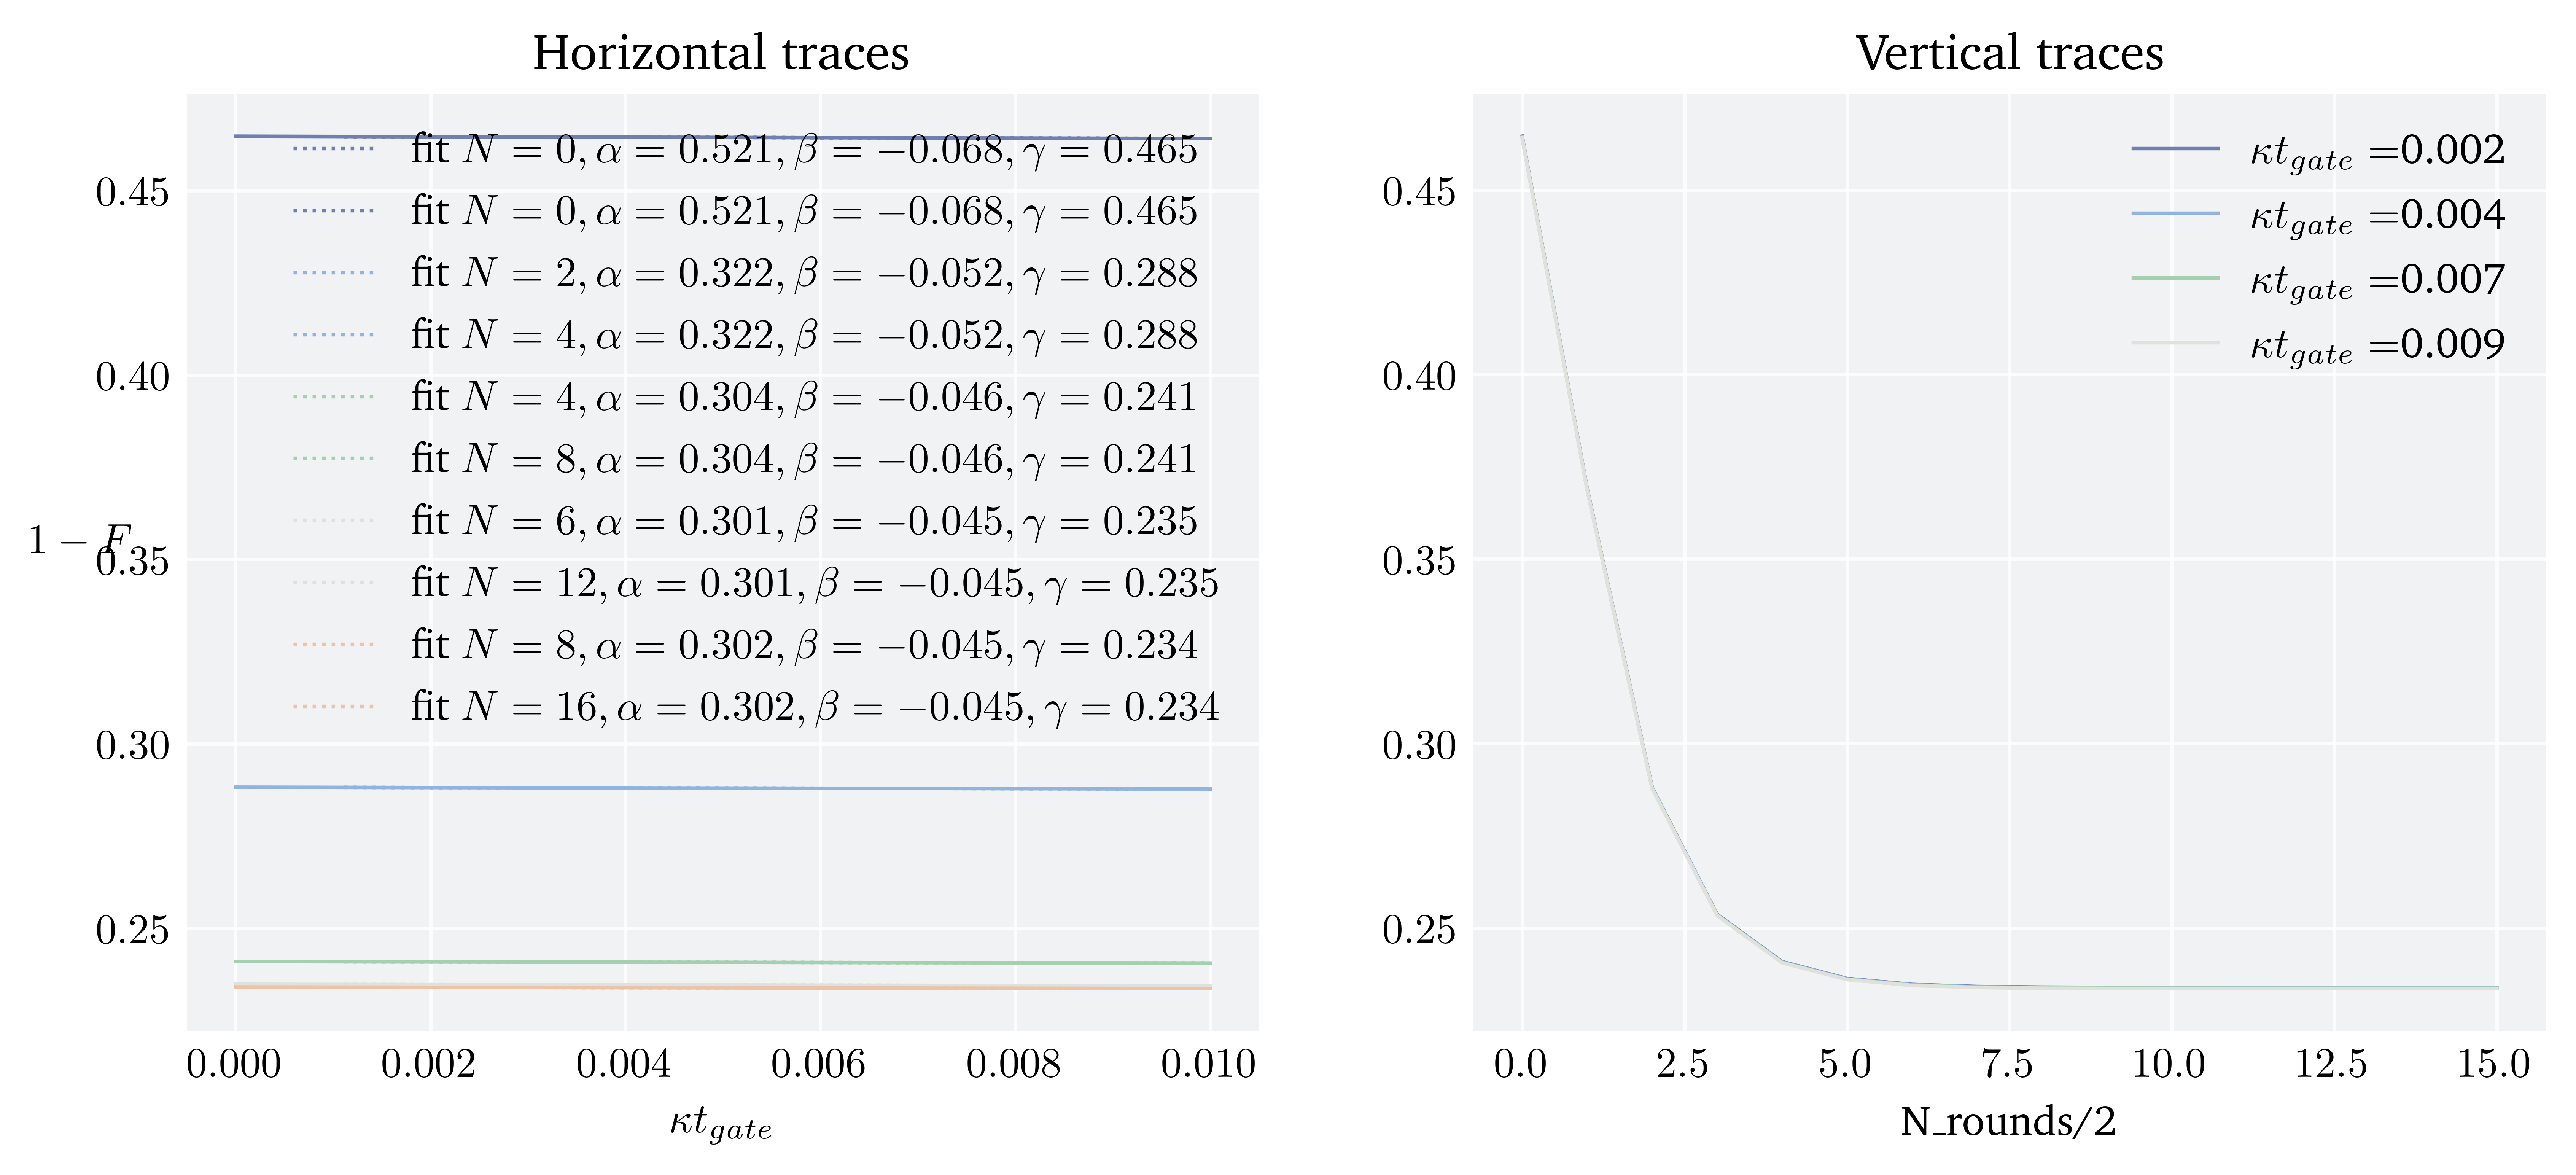 Horizontal traces
fit N = 0, α = 0.521, β = −0.068, γ = 0.465
fit N = 0, α = 0.521, β = −0.068, γ = 0.465
fit N = 2, α = 0.322, β = −0.052, γ = 0.288
fit N = 4, α = 0.322, β = −0.052, γ = 0.288
fit N = 4, α = 0.304, β = −0.046, γ = 0.241
fit N = 8, α = 0.304, β = −0.046, γ = 0.241
fit N = 6, α = 0.301, β = −0.045, γ = 0.235
fit N = 12, α = 0.301, β = −0.045, γ = 0.235
fit N = 8, α = 0.302, β = −0.045, γ = 0.234
fit N = 16, α = 0.302, β = −0.045, γ = 0.234
1 − F
0.45
0.40
0.35
0.30
0.25
0.000 0.002 0.004 0.006 0.008 0.010
κt_gate
Vertical traces
κt_gate =0.002
κt_gate =0.004
κt_gate =0.007
κt_gate =0.009
0.45
0.40
0.35
0.30
0.25
0.0 2.5 5.0 7.5 10.0 12.5 15.0
N_rounds/2